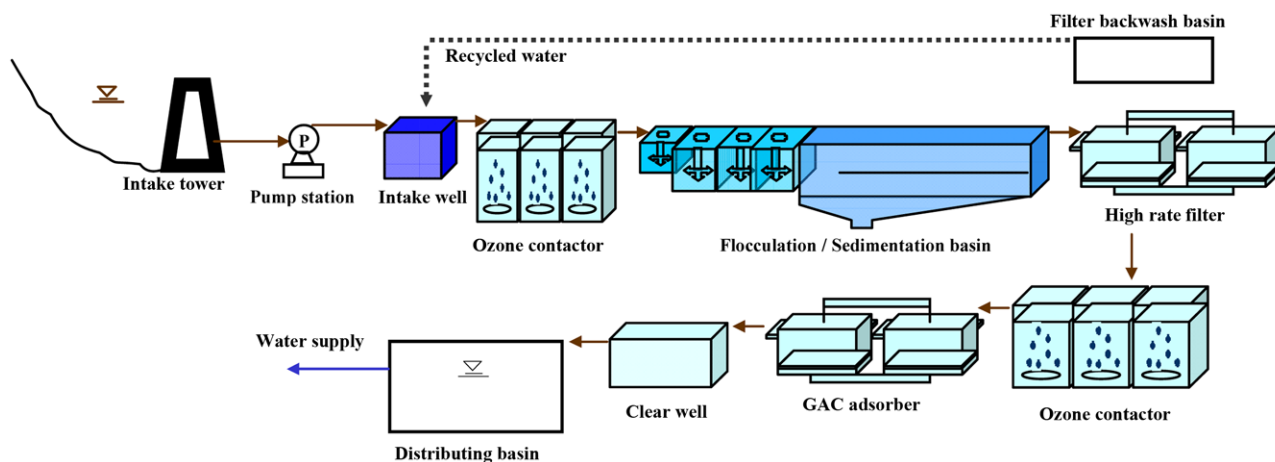 Filter backwash basin
Recycled water
P
Intake tower
Pump station
Intake well
Ozone contactor
Flocculation / Sedimentation basin
High rate filter
Water supply
Distributing basin
Clear well
GAC adsorber
Ozone contactor